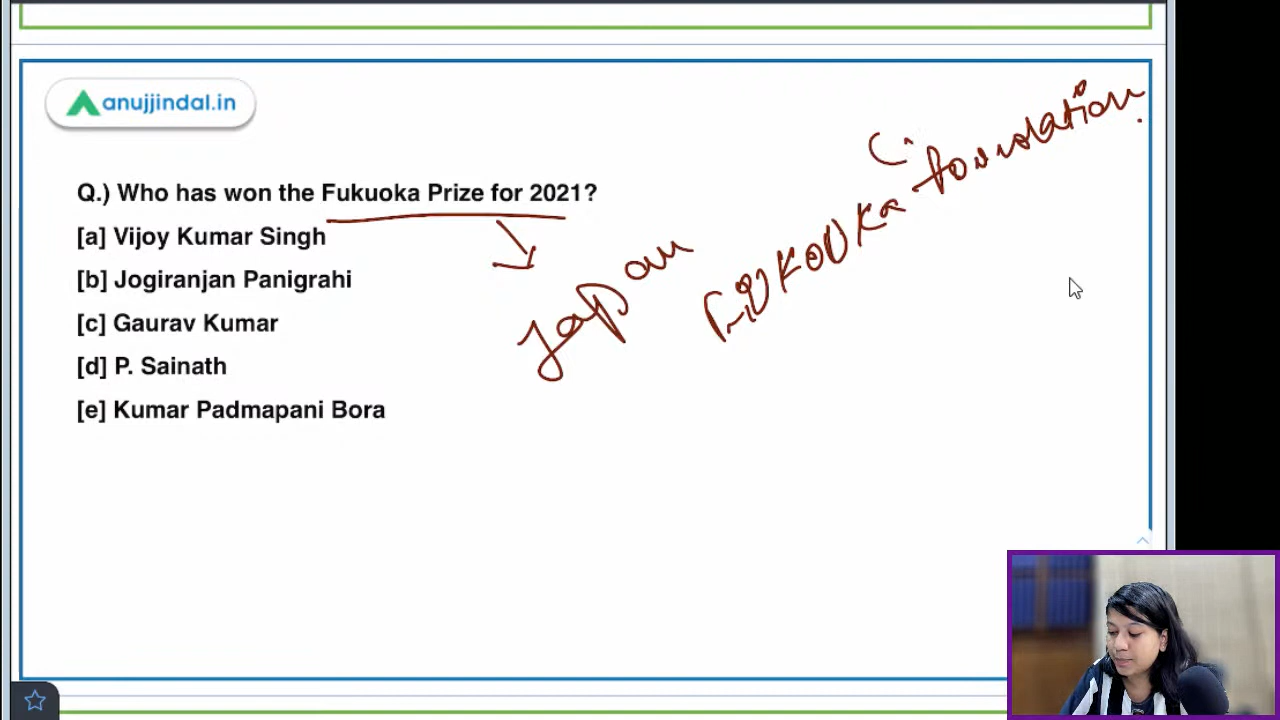 anujjindal.in
Q.) Who has won the Fukuoka Prize for 2021?
[a] Vijoy Kumar Singh
[b] Jogiranjan Panigrahi
[c] Gaurav Kumar
[d] P. Sainath
[e] Kumar Padmapani Bora
Japan
foundation